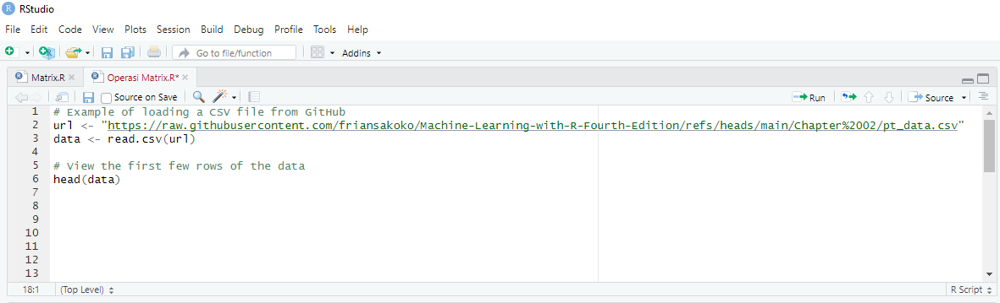 RStudio
File Edit Code View Plots Session Build Debug Profile Tools Help
Go to file/function Addins
Matrix.R Operasi Matrix.R*
Source on Save Run Source
1 # Example of loading a CSV file from GitHub
2 url <- "https://raw.githubusercontent.com/friansakoko/Machine-Learning-with-R-Fourth-Edition/refs/heads/main/Chapter%2002/pt_data.csv"
3 data <- read.csv(url)
4
5 # View the first few rows of the data
6 head(data)
7
8
9
10
11
12
13
18:1 (Top Level) R Script